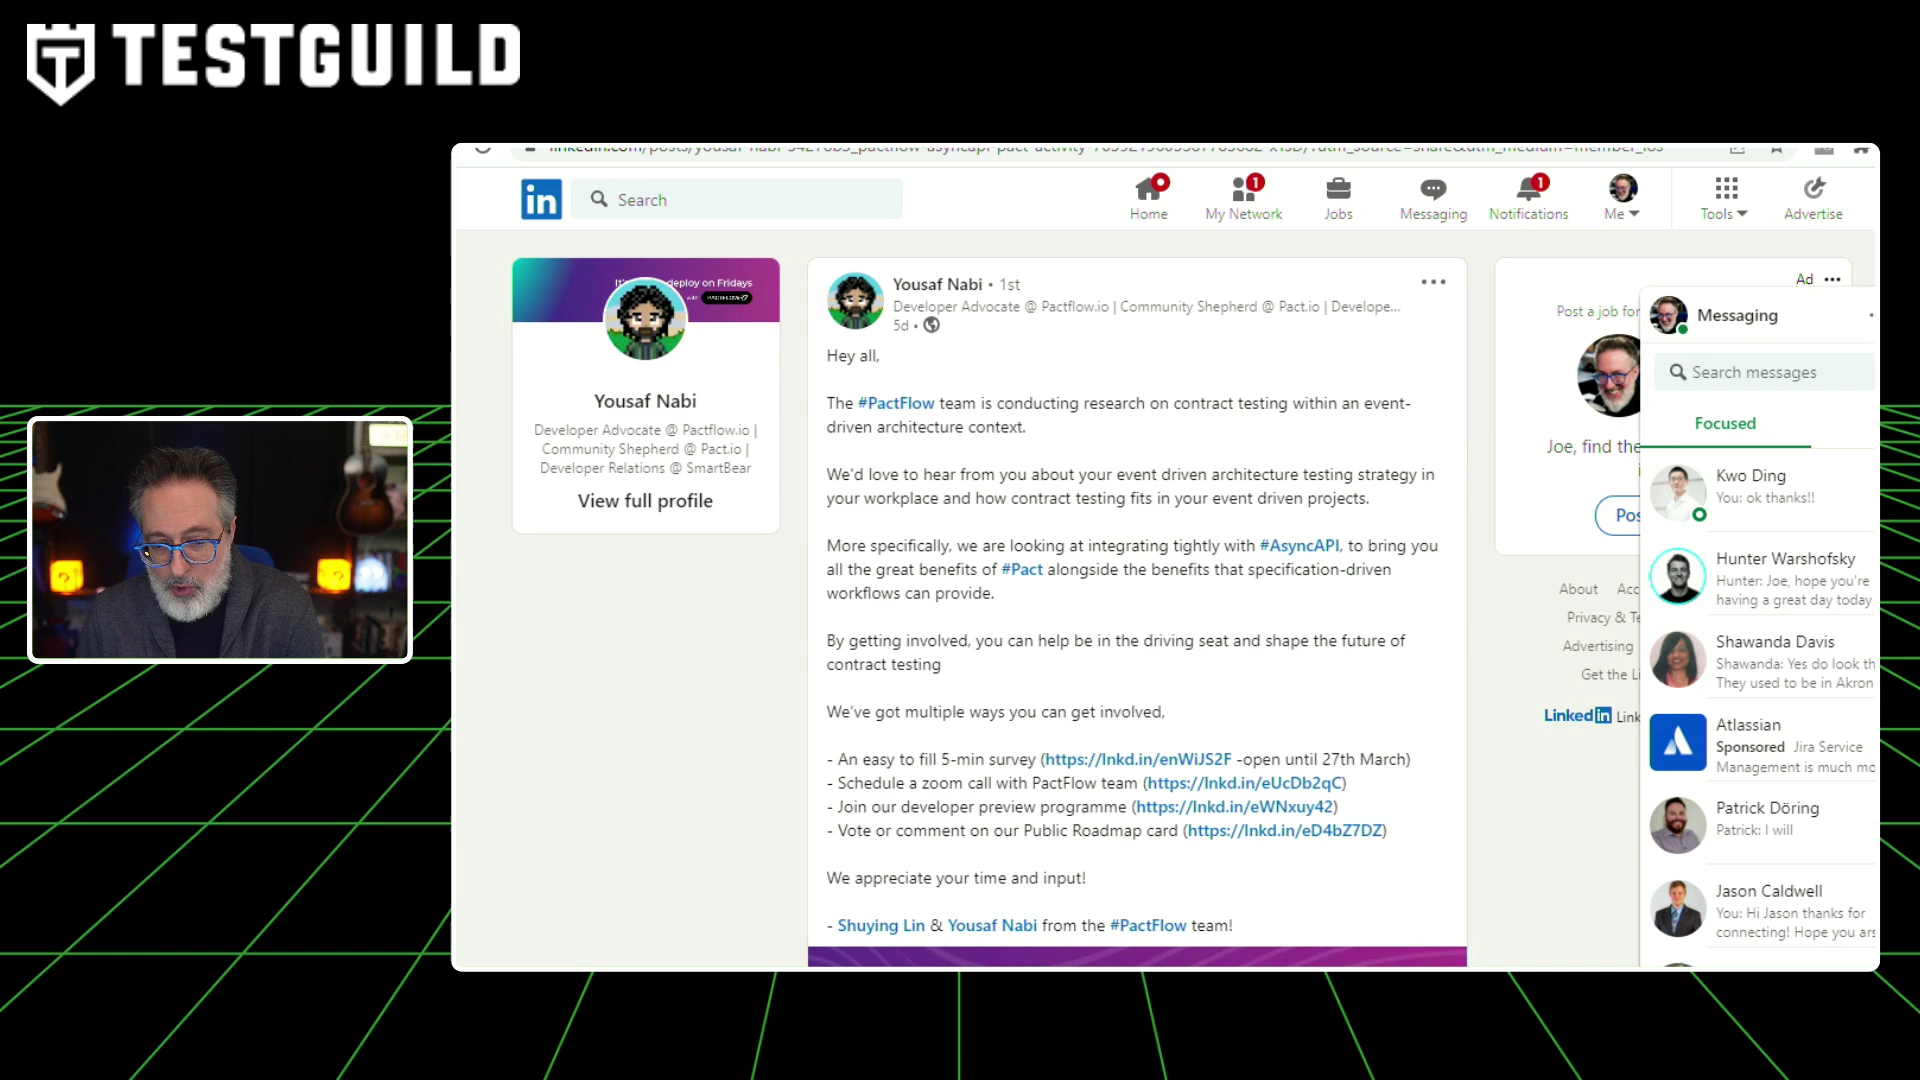 TESTGUILD
Search
Home
1
My Network
Jobs
Messaging
1
Notifications
Me
Tools
Advertise
deploy on Fridays
with PACTFLOW
Yousaf Nabi
Developer Advocate @ Pactflow.io |
Community Shepherd @ Pact.io |
Developer Relations @ SmartBear
View full profile
Yousaf Nabi • 1st
Developer Advocate @ Pactflow.io | Community Shepherd @ Pact.io | Develope...
5d •
Hey all,
The #PactFlow team is conducting research on contract testing within an event-
driven architecture context.
We'd love to hear from you about your event driven architecture testing strategy in
your workplace and how contract testing fits in your event driven projects.
More specifically, we are looking at integrating tightly with #AsyncAPI, to bring you
all the great benefits of #Pact alongside the benefits that specification-driven
workflows can provide.
By getting involved, you can help be in the driving seat and shape the future of
contract testing
We've got multiple ways you can get involved,
- An easy to fill 5-min survey (https://lnkd.in/enWiJS2F -open until 27th March)
- Schedule a zoom call with PactFlow team (https://lnkd.in/eUcDb2qC)
- Join our developer preview programme (https://lnkd.in/eWNxuy42)
- Vote or comment on our Public Roadmap card (https://lnkd.in/eD4bZ7DZ)
We appreciate your time and input!
- Shuying Lin & Yousaf Nabi from the #PactFlow team!
Ad
Post a job for
Joe, find the
Pos
About Acc
Privacy & Te
Advertising
Get the Li
Linkedin Link
Messaging
Search messages
Focused
Kwo Ding
You: ok thanks!!
Hunter Warshofsky
Hunter: Joe, hope you're
having a great day today
Shawanda Davis
Shawanda: Yes do look th
They used to be in Akron
Atlassian
Sponsored Jira Service
Management is much mo
Patrick Döring
Patrick: I will
Jason Caldwell
You: Hi Jason thanks for
connecting! Hope you ars